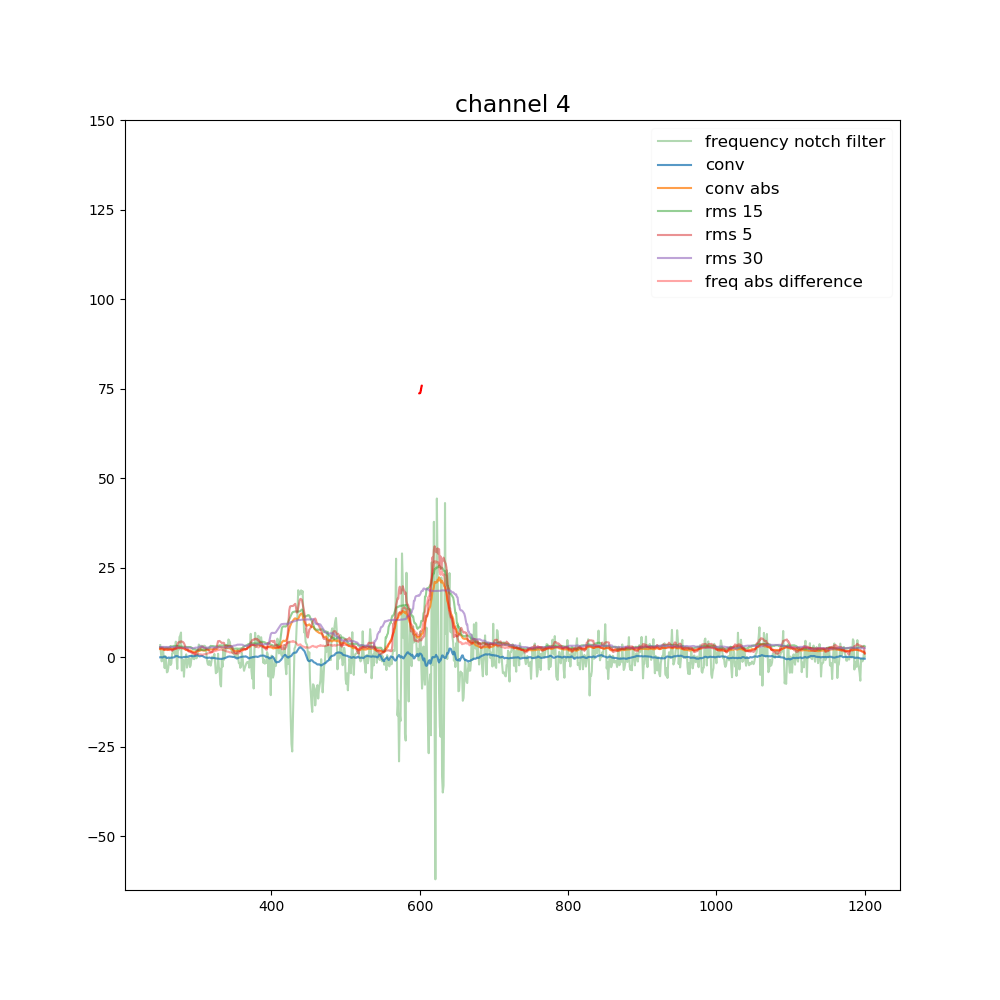 channel 4
150
125
100
75
50
25
0
−25
−50
400
600
800
1000
1200
frequency notch filter
conv
conv abs
rms 15
rms 5
rms 30
freq abs difference